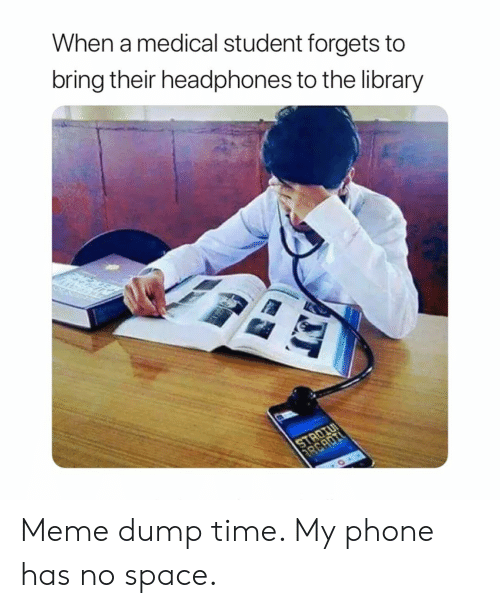 When a medical student forgets to
bring their headphones to the library
Meme dump time. My phone
has no space.